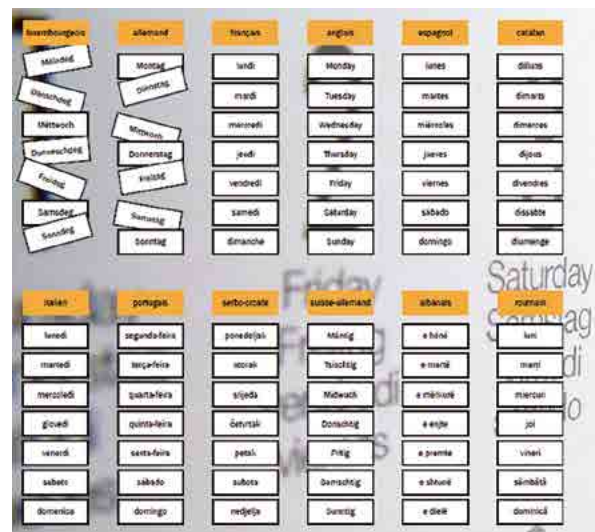 luxembourgeois allemand français anglais espagnol catalan
Méindeg Montag lundi Monday lunes dilluns
Dënschdeg Dienstag mardi Tuesday martes dimarts
Mëttwoch Mittwoch mercredi Wednesday miércoles dimecres
Donneschdeg Donnerstag jeudi Thursday jueves dijous
Freideg Freitag vendredi Friday viernes divendres
Samsdeg Samstag samedi Saturday sábado dissabte
Sonndeg Sonntag dimanche Sunday domingo diumenge
Friday
Saturday
Samstag
italien portugais serbo-croate suisse-allemand albanais roumain
lunedì segunda-feira ponedeljak Mäntig e hënë luni
martedì terça-feira utorak Tsischtig e martë marți
mercoledì quarta-feira srijeda Midwuch e mërkurë miercuri
giovedì quinta-feira četvrtak Donschtig e enjte joi
venerdì sexta-feira petak Fritig e premte vineri
sabato sábado subota Samschtig e shtunë sâmbătă
domenica domingo nedjelja Sunntig e dielë duminică